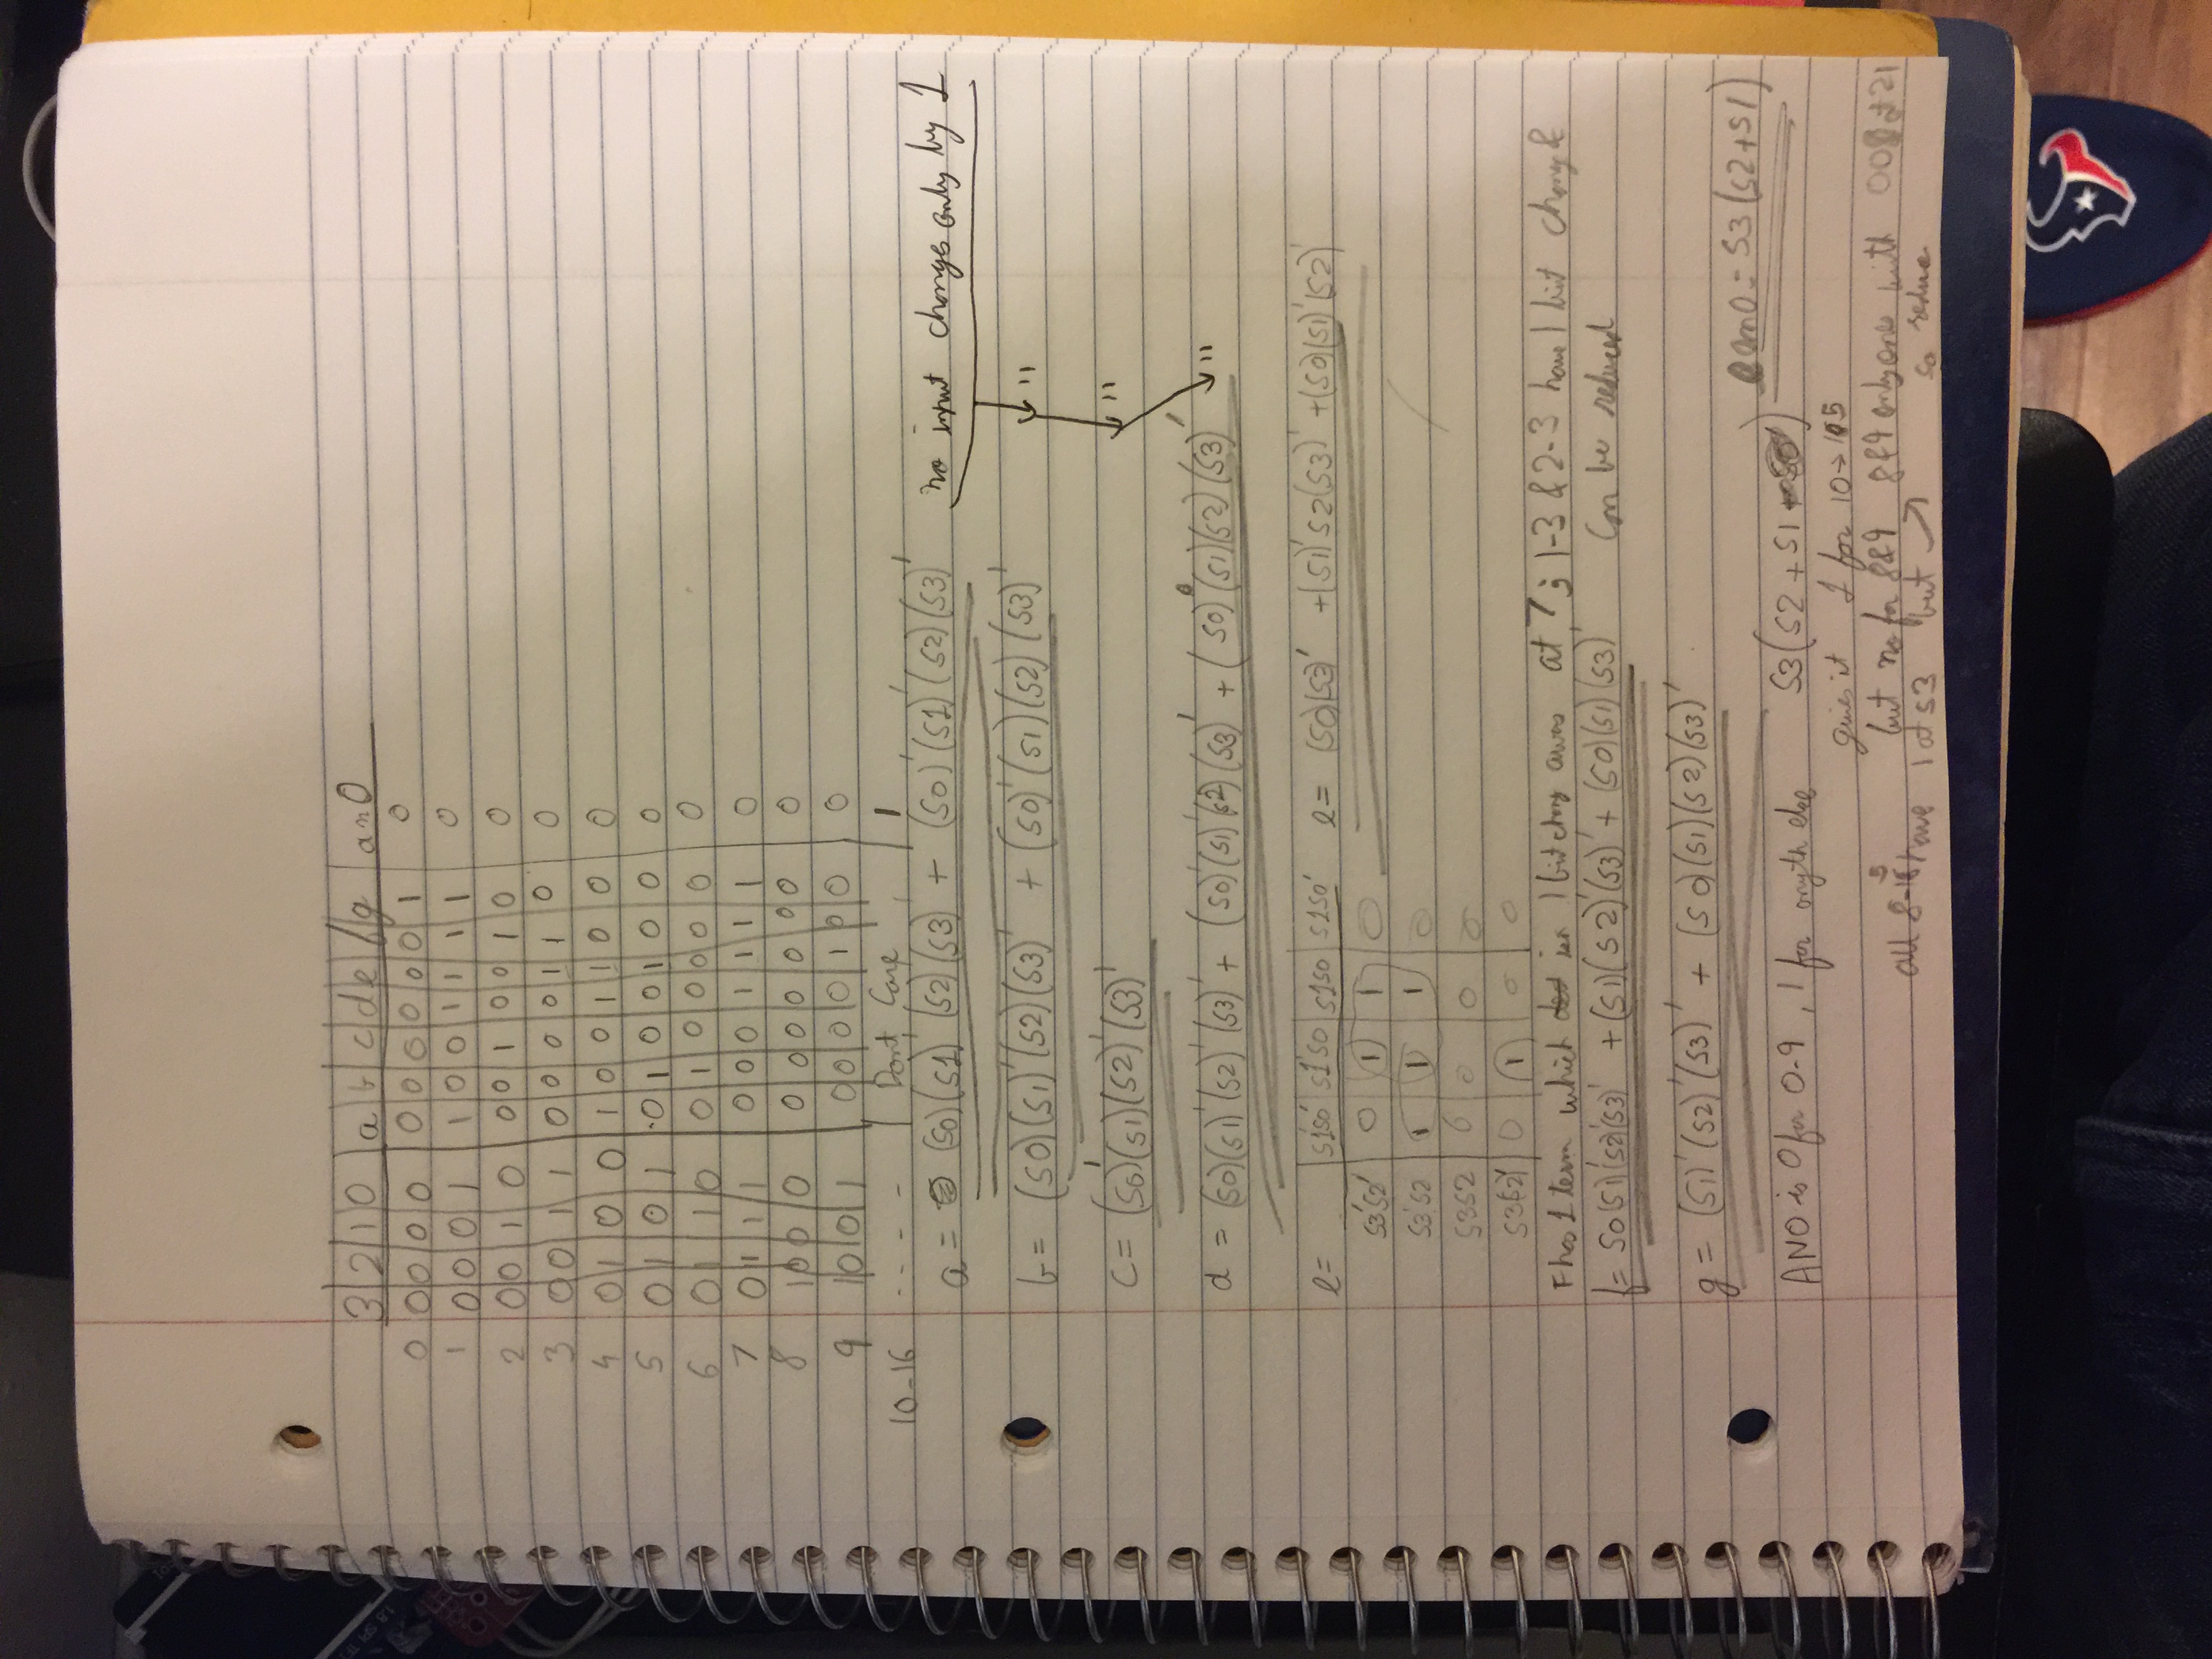 3 2 1 0 a b c d e f g an0
0 0 0 0 0 0 0 0 0 0 0 1 0
1 0 0 0 1 1 0 0 1 1 1 1 0
2 0 0 1 0 0 0 1 0 0 1 0 0
3 0 0 1 1 0 0 0 0 1 1 0 0
4 0 1 0 0 1 0 0 1 1 0 0 0
5 0 1 0 1 0 1 0 0 1 0 0 0
6 0 1 1 0 0 1 0 0 0 0 0 0
7 0 1 1 1 0 0 0 1 1 1 1 0
8 1 0 0 0 0 0 0 0 0 0 0 0
9 1 0 0 1 0 0 0 0 1 0 0 0
10-16 - - - - Dont Care 1
a = (S0)(S1)'(S2)'(S3)' + (S0)'(S1)'(S2)(S3)' no input changes only by 1
b = (S0)(S1)'(S2)(S3)' + (S0)'(S1)(S2)(S3)' "
c = (S0)'(S1)(S2)'(S3)' "
d = (S0)(S1)'(S2)'(S3)' + (S0)'(S1)'(S2)(S3)' + (S0)(S1)(S2)(S3)' "
e= S1'S0' S1'S0 S1S0 S1S0' e= (S0)(S3)' +(S1)'S2(S3)' +(S0)(S1)'(S2)'
S3'S2' 0 1 1 0
S3'S2 1 1 1 0
S3S2 0 0 0 0
S3(S2)' 0 1 0 0
F has 1 term which 1 bit away at 7; 1-3 & 2-3 have 1 bit change &
f= S0(S1)'(S2)'(S3)' +(S1)(S2)'(S3)' + (S0)(S1)(S3)' Can be reduced
g = (S1)'(S2)'(S3)' + (S0)(S1)(S2)(S3)'
an0 = S3(S2+S1)
AN0 is 0 for 0-9, 1 for anyth else S3(S2 + S1)
gives it 1 for 10→15
but no for 8&9 8&9 only ones with 00
all 8-15 have 1 at S3 but so reduce